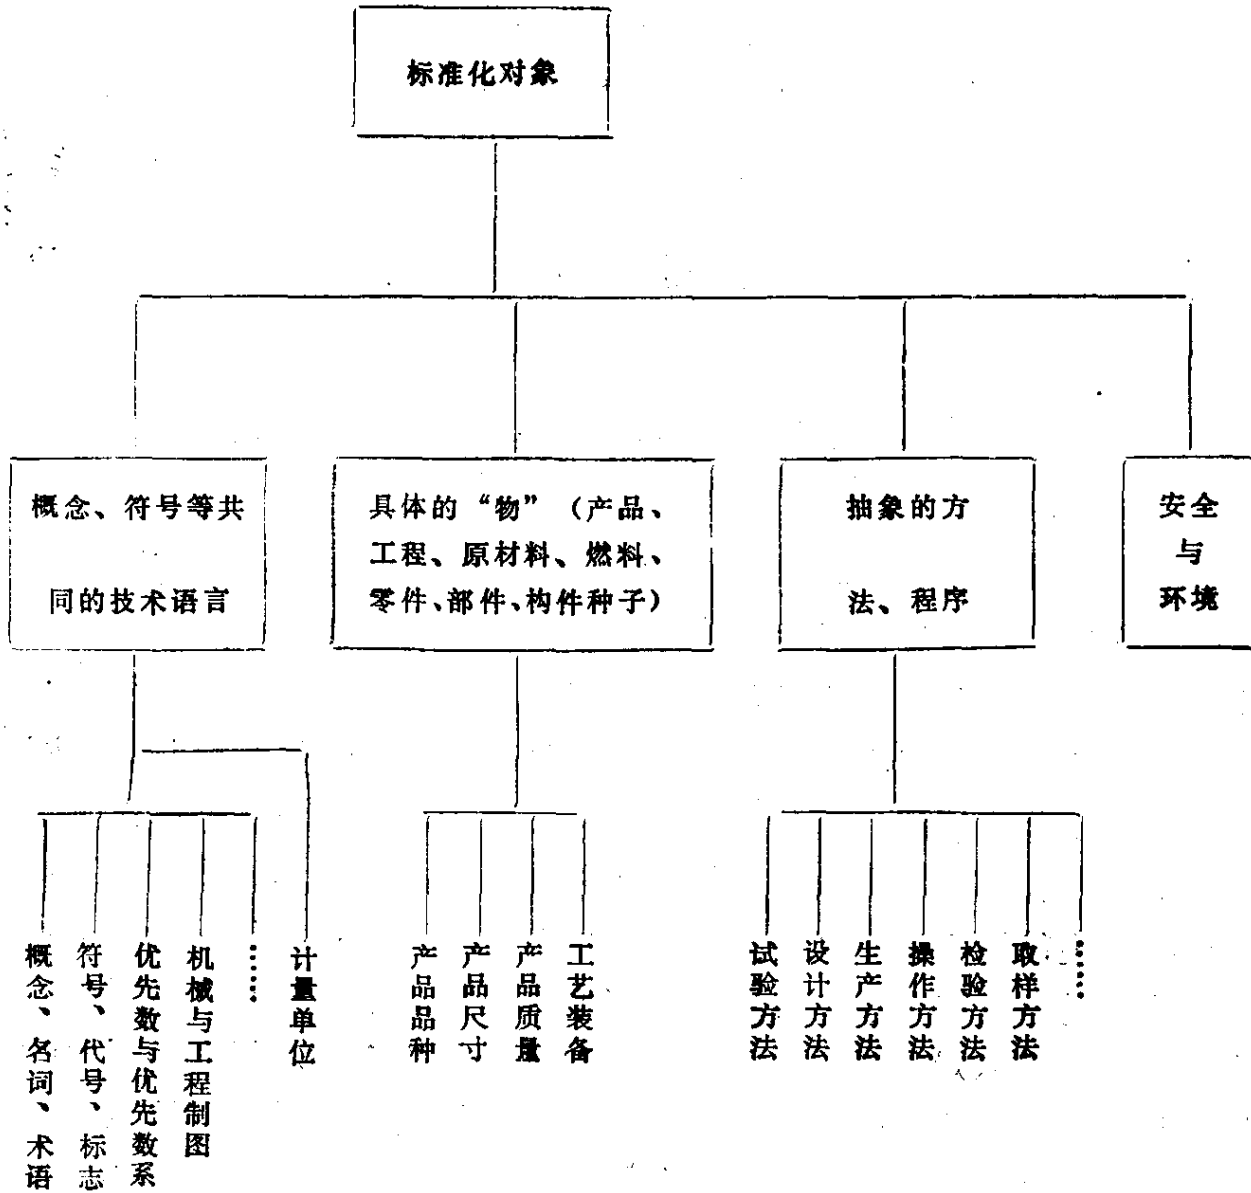 标准化对象
概念、符号等共
同的技术语言
具体的“物”（产品、
工程、原材料、燃料、
零件、部件、构件种子）
抽象的方
法、程序
安全
与
环境
概念、名词、术语
符号、代号、标志
优先数与优先数系
机械与工程制图
……
计量单位
产品品种
产品尺寸
产品质量
工艺装备
试验方法
设计方法
生产方法
操作方法
检验方法
取样方法
……